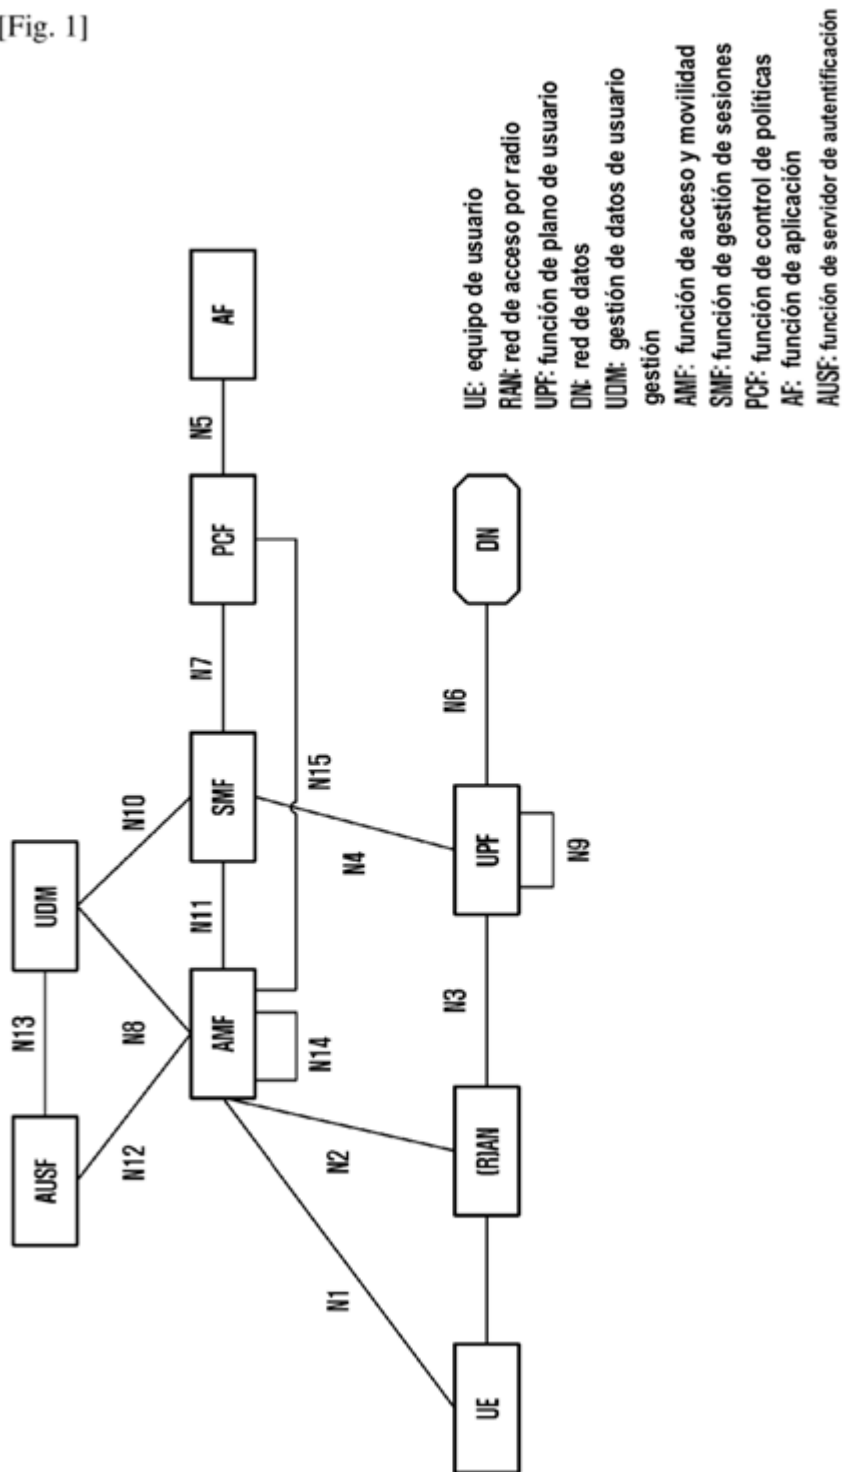 [Fig. 1]
AUSF
N13
UDM
N12
N8
N10
AMF
N11
SMF
N7
PCF
N5
AF
N14
N15
N1
N2
N4
UE
(R)AN
N3
UPF
N6
DN
N9
UE: equipo de usuario
RAN: red de acceso por radio
UPF: función de plano de usuario
DN: red de datos
UDM: gestión de datos de usuario
gestión
AMF: función de acceso y movilidad
SMF: función de gestión de sesiones
PCF: función de control de políticas
AF: función de aplicación
AUSF: función de servidor de autentificación